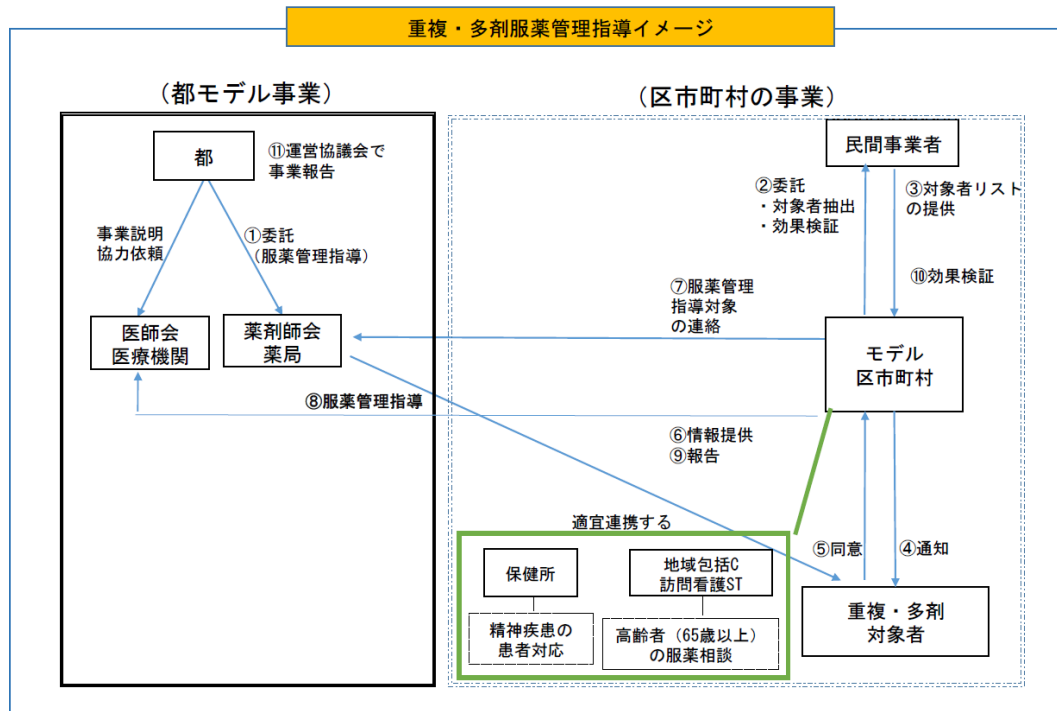 重複・多剤服薬管理指導イメージ
（都モデル事業）
（区市町村の事業）
都
⑪運営協議会で
事業報告
民間事業者
②委託
・対象者抽出
・効果検証
③対象者リスト
の提供
事業説明
協力依頼
①委託
（服薬管理指導）
⑩効果検証
⑦服薬管理
指導対象
の連絡
医師会
医療機関
薬剤師会
薬局
モデル
区市町村
⑧服薬管理指導
⑥情報提供
⑨報告
適宜連携する
⑤同意
④通知
保健所
地域包括C
訪問看護ST
精神疾患の
患者対応
高齢者（65歳以上）
の服薬相談
重複・多剤
対象者